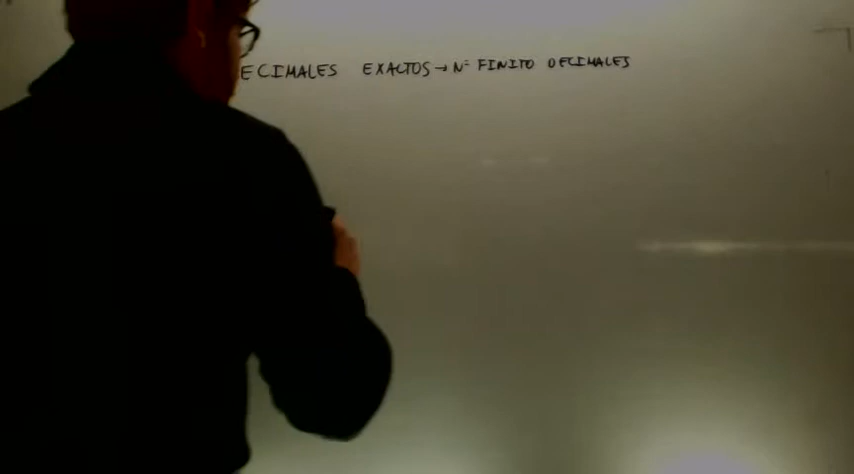 ECIMALES EXACTOS → Nº FINITO DECIMALES